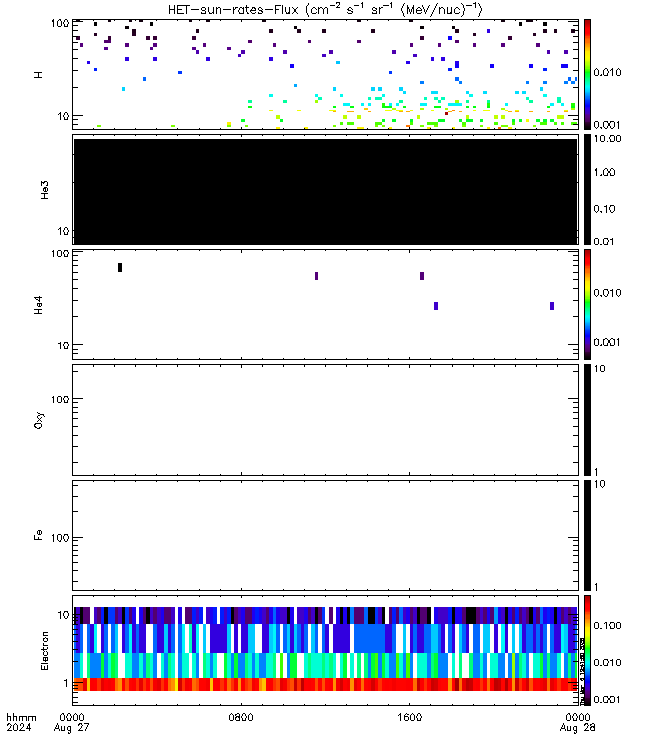 HET-sun-rates-Flux (cm⁻² s⁻¹ sr⁻¹ (MeV/nuc)⁻¹)
100
10
H
0.010
0.001
10
He3
10.00
1.00
0.10
0.01
100
10
He4
0.010
0.001
100
Oxy
10
1
100
Fe
10
1
10
1
Electron
0.100
0.010
0.001
hhmm
2024
0000
0800
1600
0000
Aug 27
Aug 28